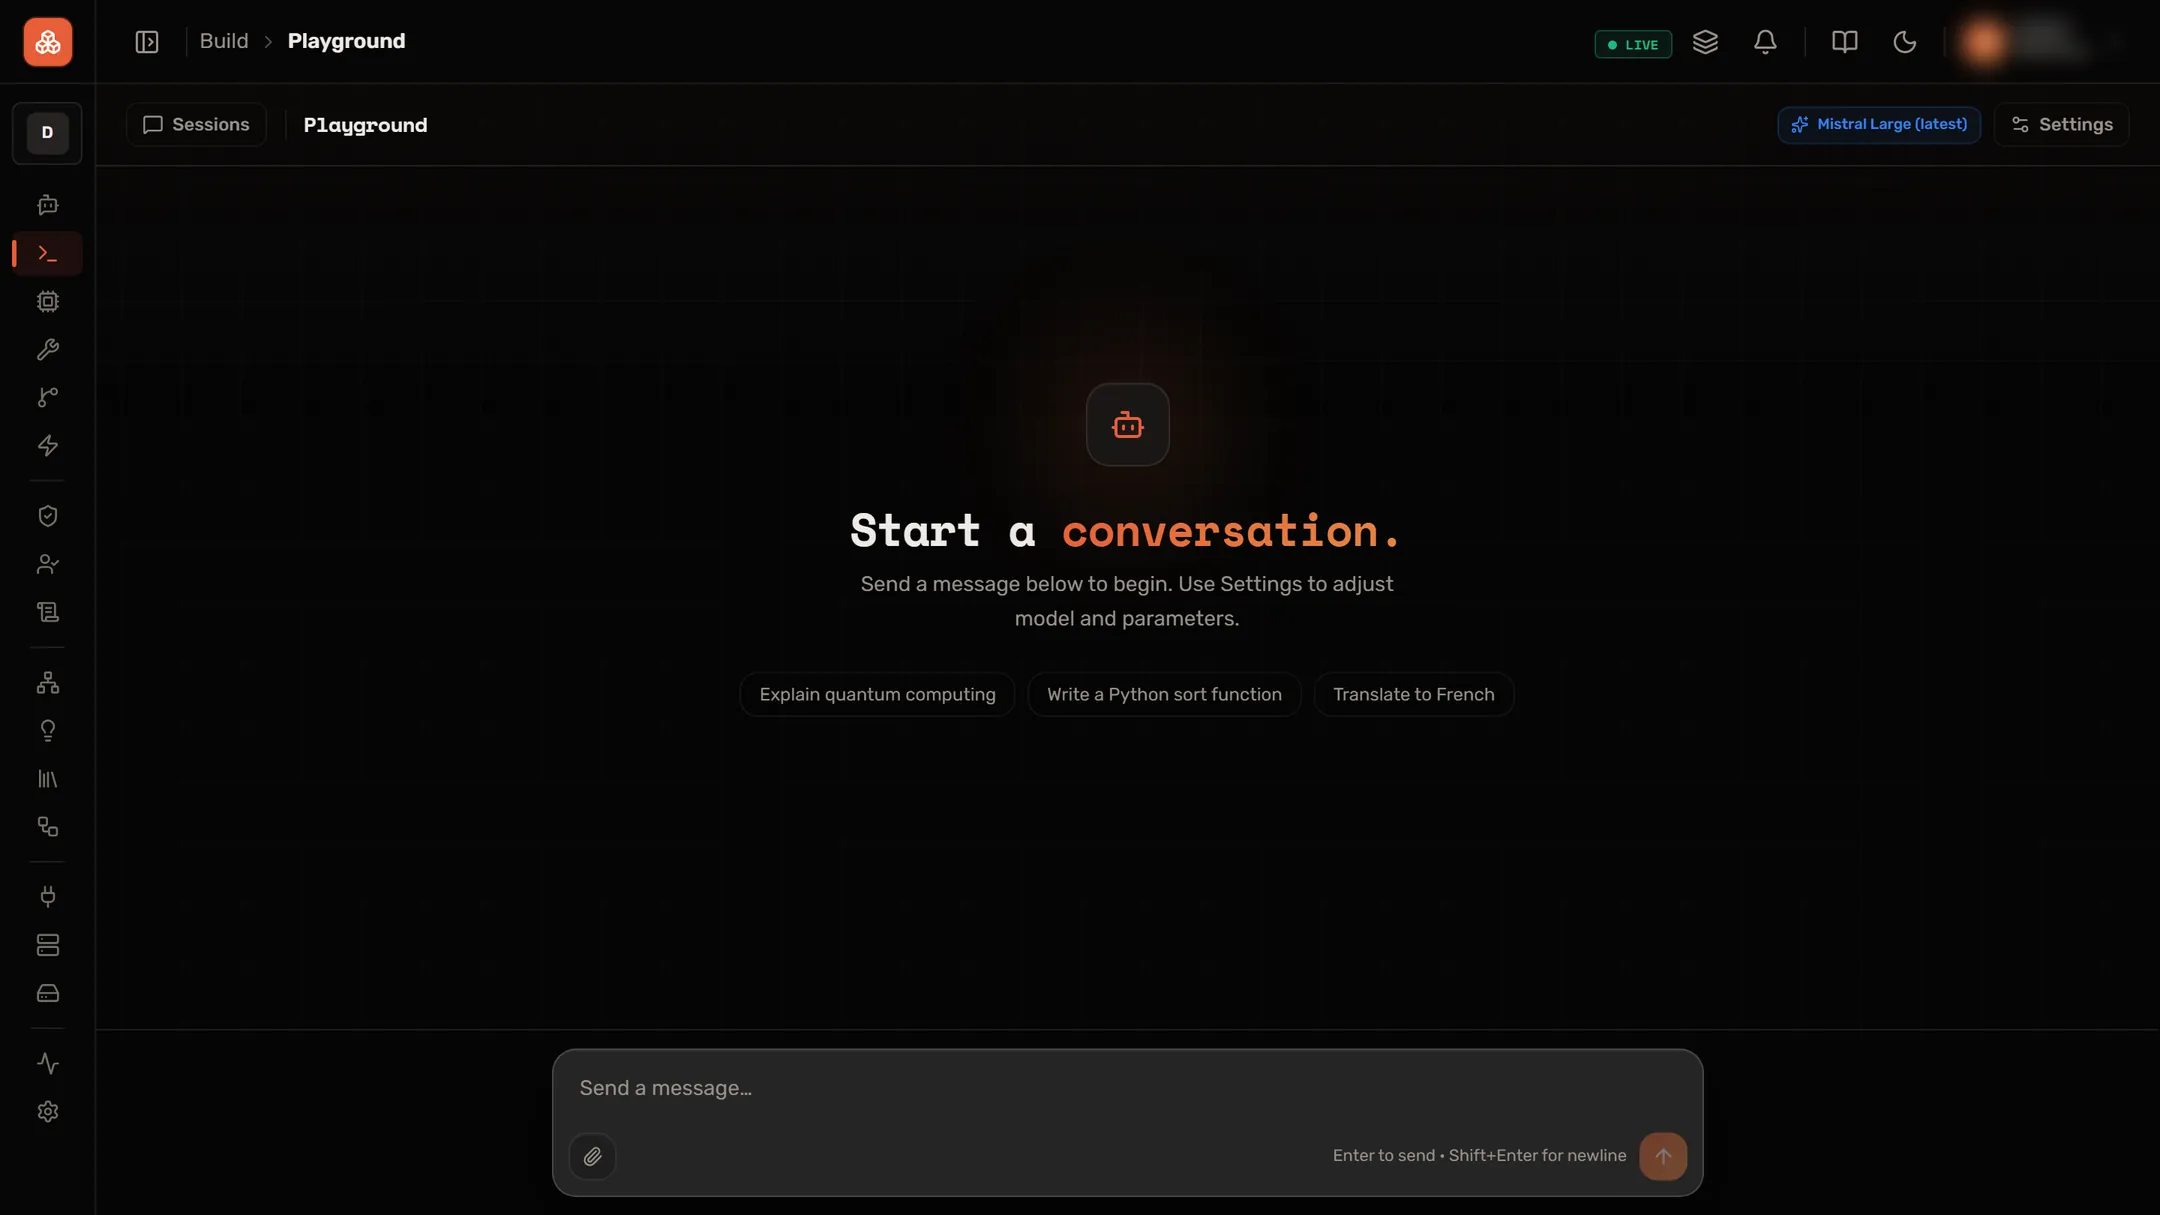 Build > Playground
LIVE
D
Sessions
Playground
Mistral Large (latest)
Settings
Start a conversation.
Send a message below to begin. Use Settings to adjust
model and parameters.
Explain quantum computing
Write a Python sort function
Translate to French
Send a message…
Enter to send • Shift+Enter for newline